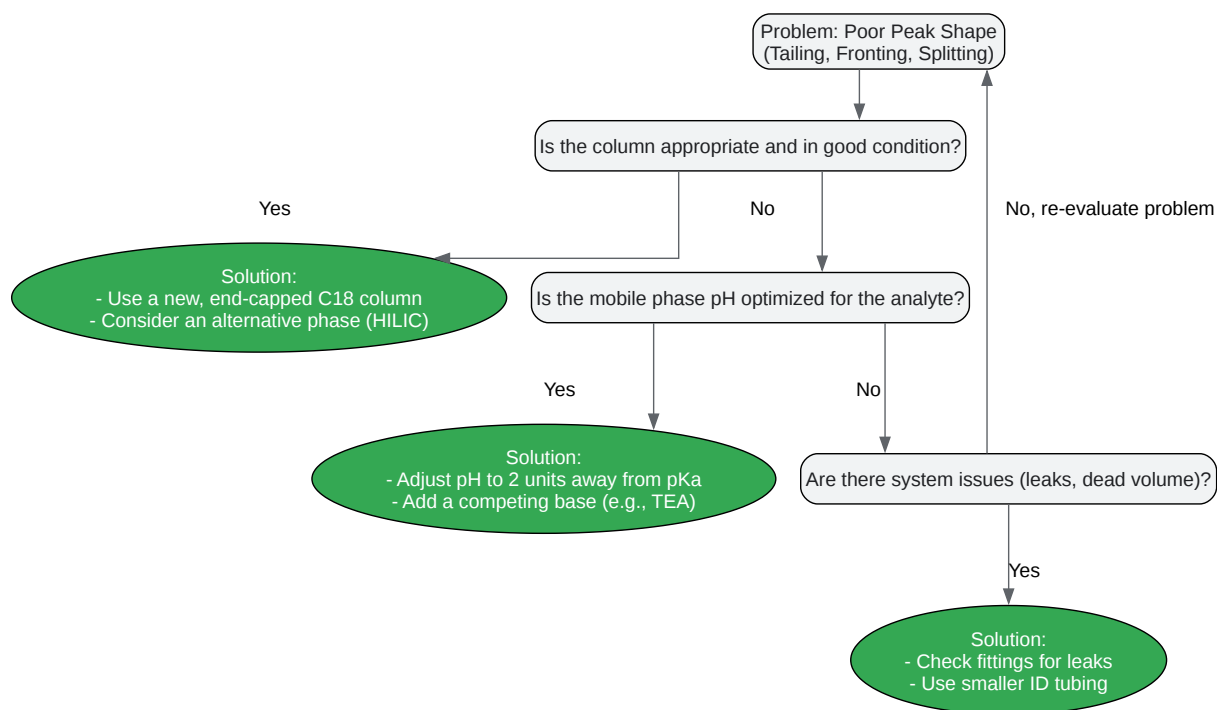 Problem: Poor Peak Shape
(Tailing, Fronting, Splitting)
Is the column appropriate and in good condition?
Yes
No
No, re-evaluate problem
Solution:
- Use a new, end-capped C18 column
- Consider an alternative phase (HILIC)
Is the mobile phase pH optimized for the analyte?
Yes
No
Solution:
- Adjust pH to 2 units away from pKa
- Add a competing base (e.g., TEA)
Are there system issues (leaks, dead volume)?
Yes
Solution:
- Check fittings for leaks
- Use smaller ID tubing